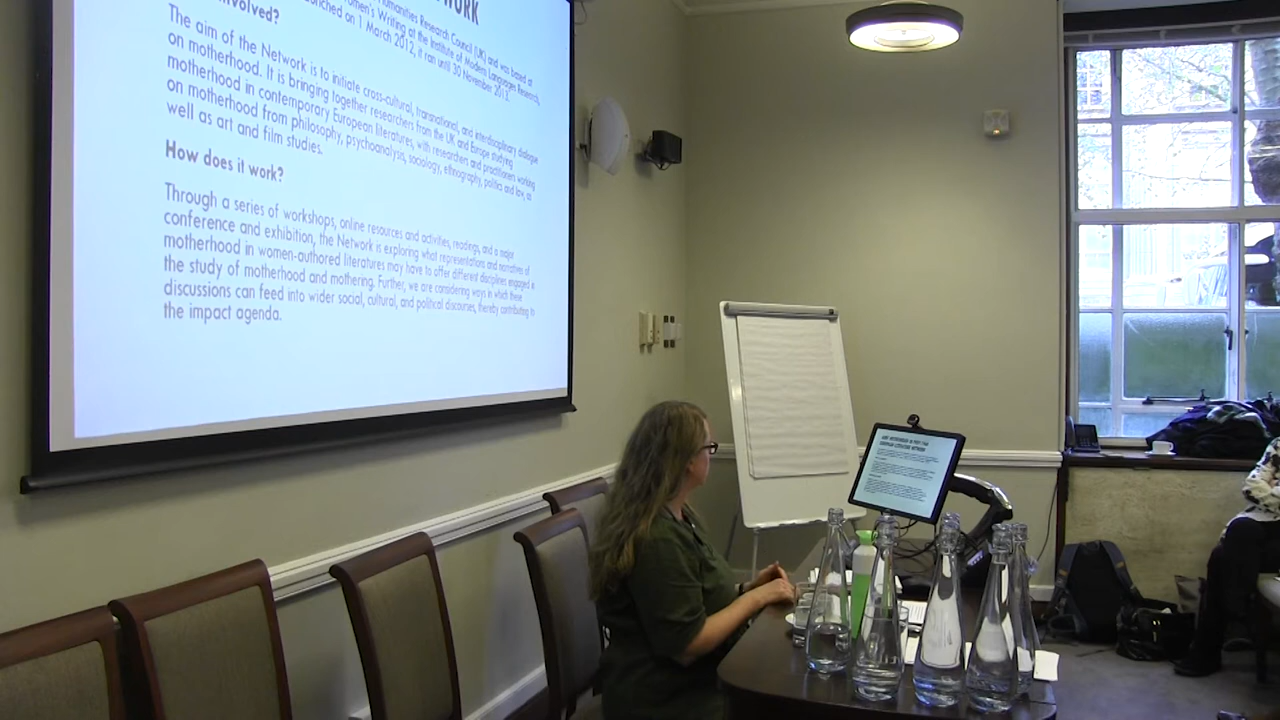 WORK
involved?
Humanities Research Council (UK) and was based at
Women's Writing at the Institute of Modern Languages Research,
launched on 1 March 2012, it ran until 30 November 2013.
The aim of the Network is to initiate cross-cultural, transnational, and interdisciplinary dialogue
on motherhood. It is bringing together researchers from the UK and Europe studying
motherhood in contemporary European literatures, with researchers and practitioners working
on motherhood from philosophy, psychoanalysis, sociology, ethnography, politics and law, as
well as art and film studies.
How does it work?
Through a series of workshops, online resources and activities, readings, and a major
conference and exhibition, the Network is exploring what representations and narratives of
motherhood in women-authored literatures may have to offer different disciplines engaged in
the study of motherhood and mothering. Further, we are considering ways in which these
discussions can feed into wider social, cultural, and political discourses, thereby contributing to
the impact agenda.